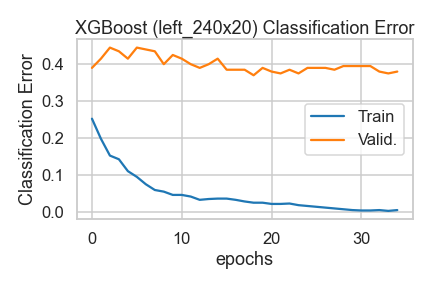 XGBoost (left_240x20) Classification Error
Classification Error
0.4
0.3
0.2
0.1
0.0
Train
Valid.
0
10
20
30
epochs